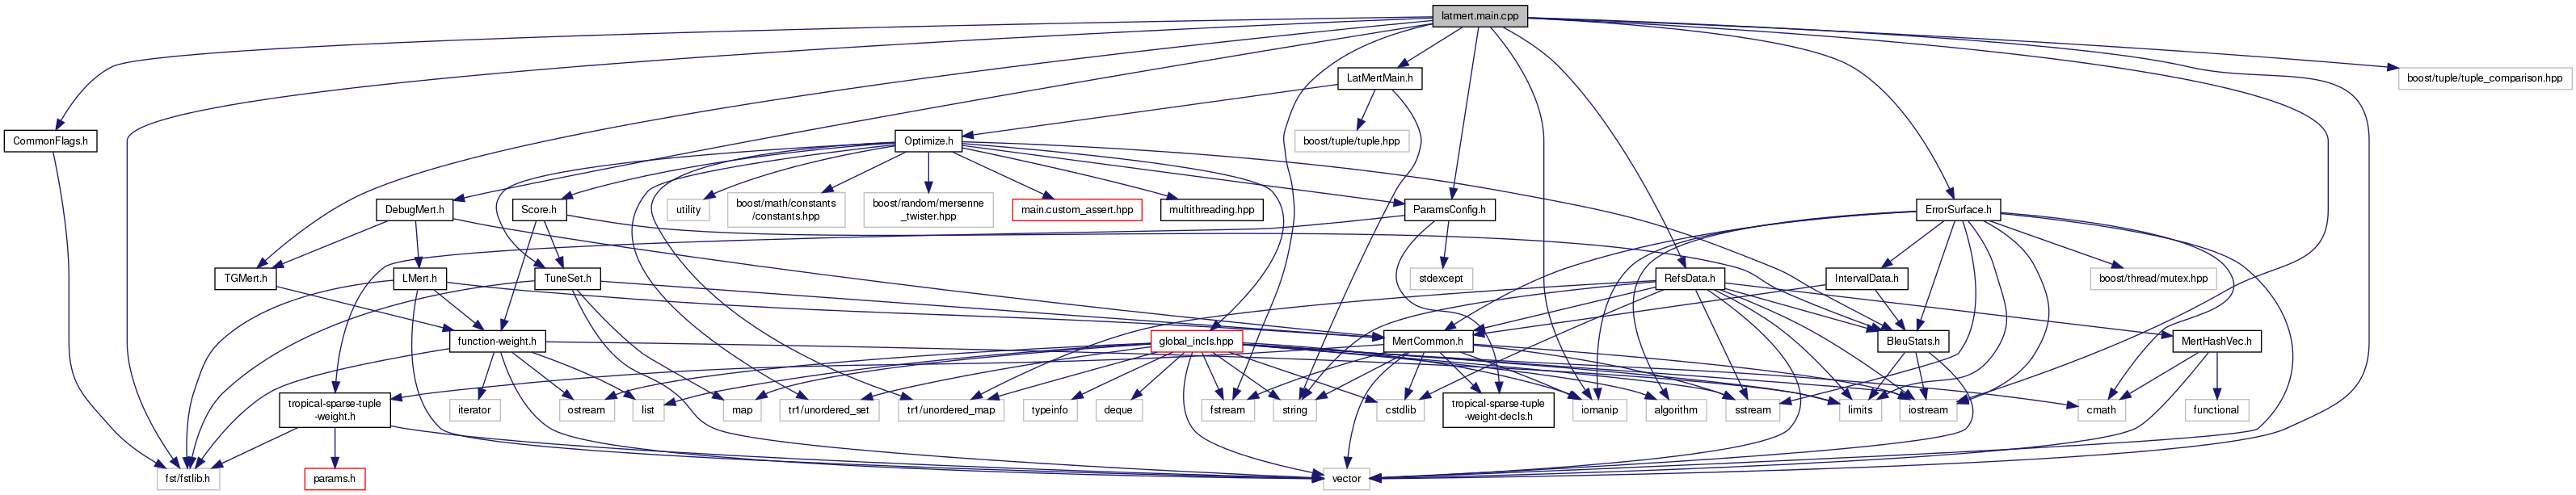 latmert.main.cpp
LatMertMain.h
boost/tuple/tuple_comparison.hpp
CommonFlags.h
Optimize.h
boost/tuple/tuple.hpp
DebugMert.h
Score.h
utility
boost/math/constants
/constants.hpp
boost/random/mersenne
_twister.hpp
main.custom_assert.hpp
multithreading.hpp
ParamsConfig.h
ErrorSurface.h
TGMert.h
LMert.h
TuneSet.h
stdexcept
RefsData.h
IntervalData.h
boost/thread/mutex.hpp
function-weight.h
global_incls.hpp
MertCommon.h
BleuStats.h
MertHashVec.h
tropical-sparse-tuple
-weight.h
iterator
ostream
list
map
tr1/unordered_set
tr1/unordered_map
typeinfo
deque
fstream
string
cstdlib
tropical-sparse-tuple
-weight-decls.h
iomanip
algorithm
sstream
limits
iostream
cmath
functional
fst/fstlib.h
params.h
vector